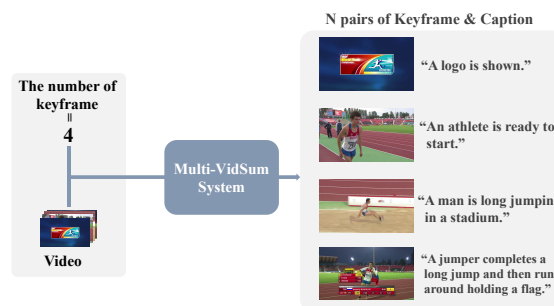 N pairs of Keyframe & Caption
The number of
keyframe
=
4
Video
Multi-VidSum
System
“A logo is shown.”
“An athlete is ready to
start.”
“A man is long jumping
in a stadium.”
“A jumper completes a
long jump and then run
around holding a flag.”